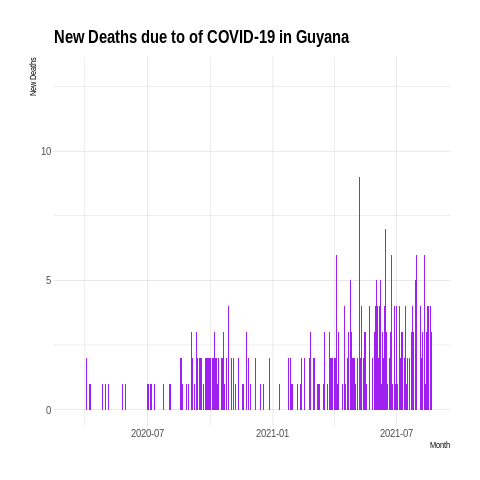 New Deaths due to of COVID-19 in Guyana
New Deaths
10
5
0
2020-07
2021-01
2021-07
Month